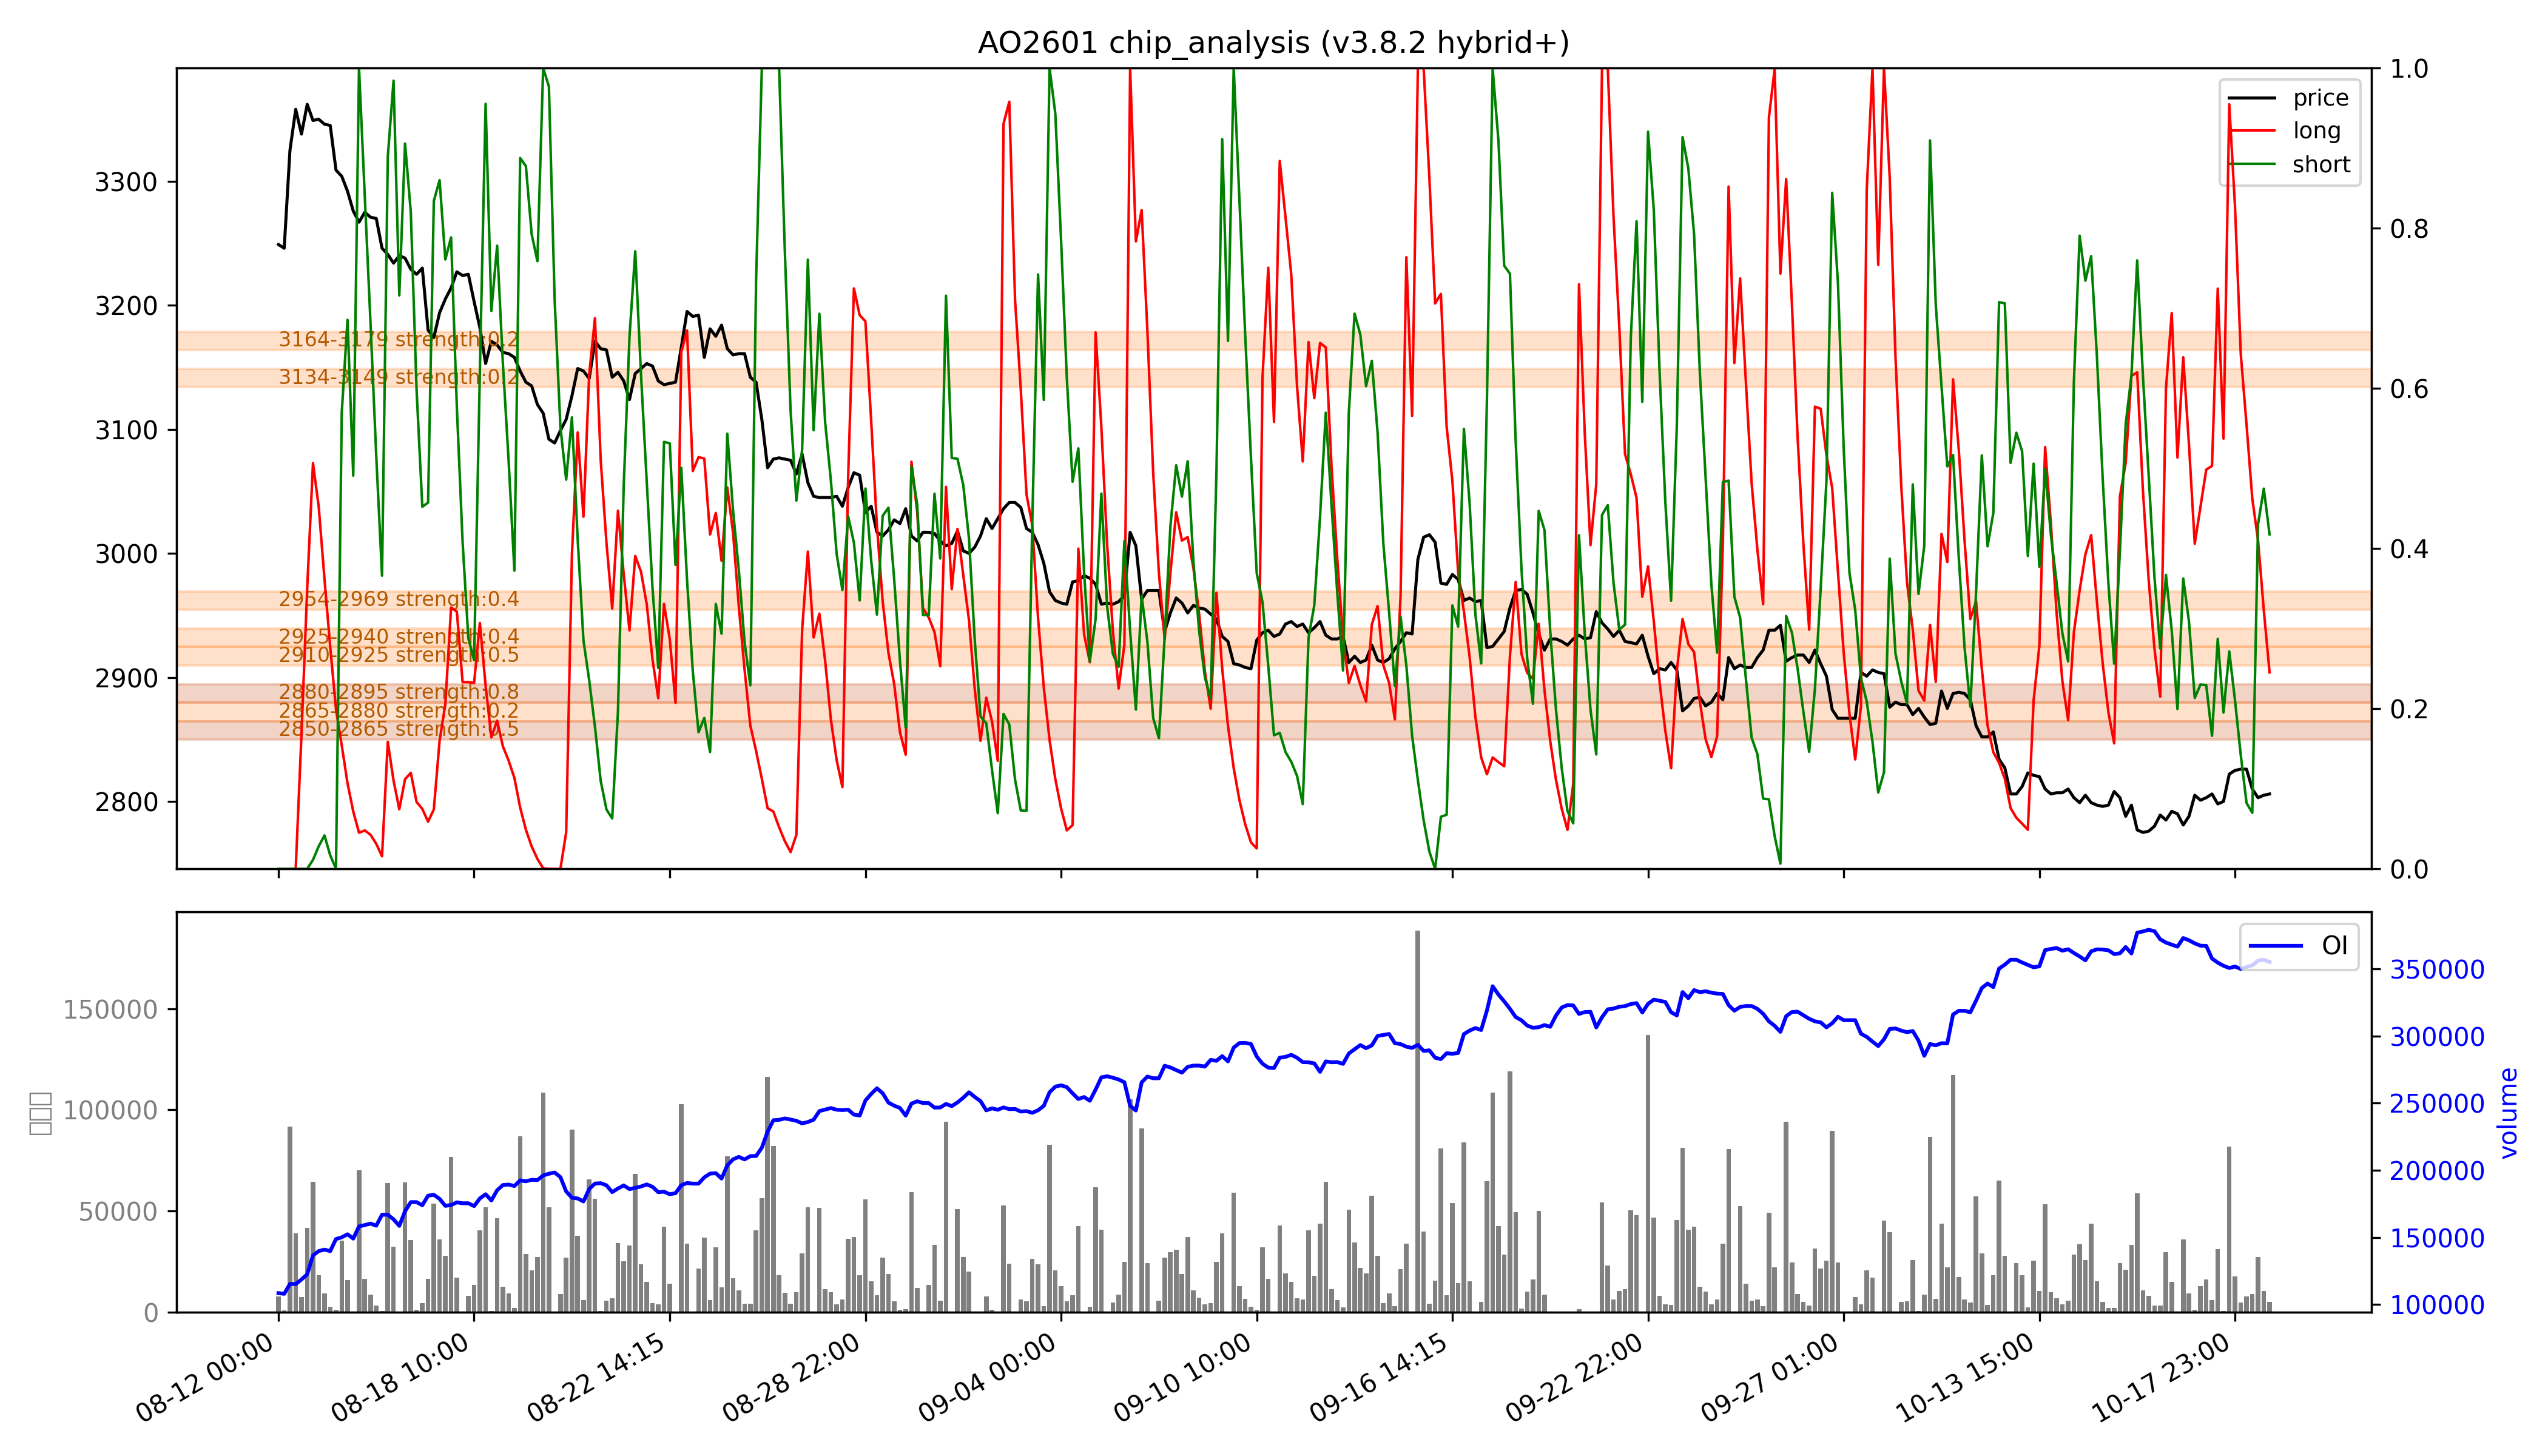 AO2601 chip_analysis (v3.8.2 hybrid+)
price
long
short
3300
3200
3100
3000
2900
2800
1.0
0.8
0.6
0.4
0.2
0.0
3164-3179 strength:0.2
3134-3149 strength:0.2
2954-2969 strength:0.4
2925-2940 strength:0.4
2910-2925 strength:0.5
2880-2895 strength:0.8
2865-2880 strength:0.2
2850-2865 strength:0.5
OI
150000
100000
50000
0
350000
300000
250000
200000
150000
100000
volume
08-12 00:00
08-18 10:00
08-22 14:15
08-28 22:00
09-04 00:00
09-10 10:00
09-16 14:15
09-22 22:00
09-27 01:00
10-13 15:00
10-17 23:00